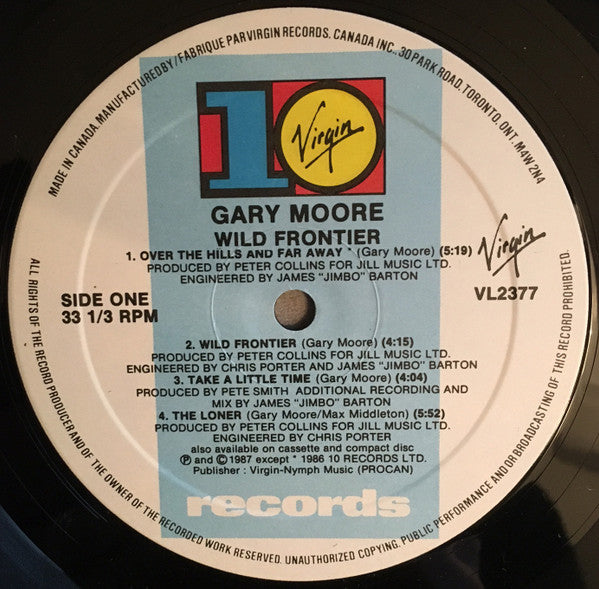 MADE IN CANADA. MANUFACTURED BY/FABRIQUE PAR VIRGIN RECORDS. CANADA INC., 30 PARK ROAD, TORONTO, ONT. M4W 2N4
10
Virgin
GARY MOORE
WILD FRONTIER
1. OVER THE HILLS AND FAR AWAY * (Gary Moore) (5:19)
PRODUCED BY PETER COLLINS FOR JILL MUSIC LTD.
ENGINEERED BY JAMES "JIMBO" BARTON
Virgin
SIDE ONE
33 1/3 RPM
VL2377
2. WILD FRONTIER (Gary Moore) (4:15)
PRODUCED BY PETER COLLINS FOR JILL MUSIC LTD.
ENGINEERED BY CHRIS PORTER AND JAMES "JIMBO" BARTON
3. TAKE A LITTLE TIME (Gary Moore) (4:04)
PRODUCED BY PETE SMITH ADDITIONAL RECORDING AND
MIX BY JAMES "JIMBO" BARTON
4. THE LONER (Gary Moore/Max Middleton) (5:52)
PRODUCED BY PETER COLLINS FOR JILL MUSIC LTD.
ENGINEERED BY CHRIS PORTER
also available on cassette and compact disc
℗ and © 1987 except * 1986 10 RECORDS LTD.
Publisher : Virgin-Nymph Music (PROCAN)
records
ALL RIGHTS OF THE RECORD PRODUCER AND OF THE OWNER OF THE RECORDED WORK RESERVED. UNAUTHORIZED COPYING, PUBLIC PERFORMANCE AND/OR BROADCASTING OF THIS RECORD PROHIBITED.